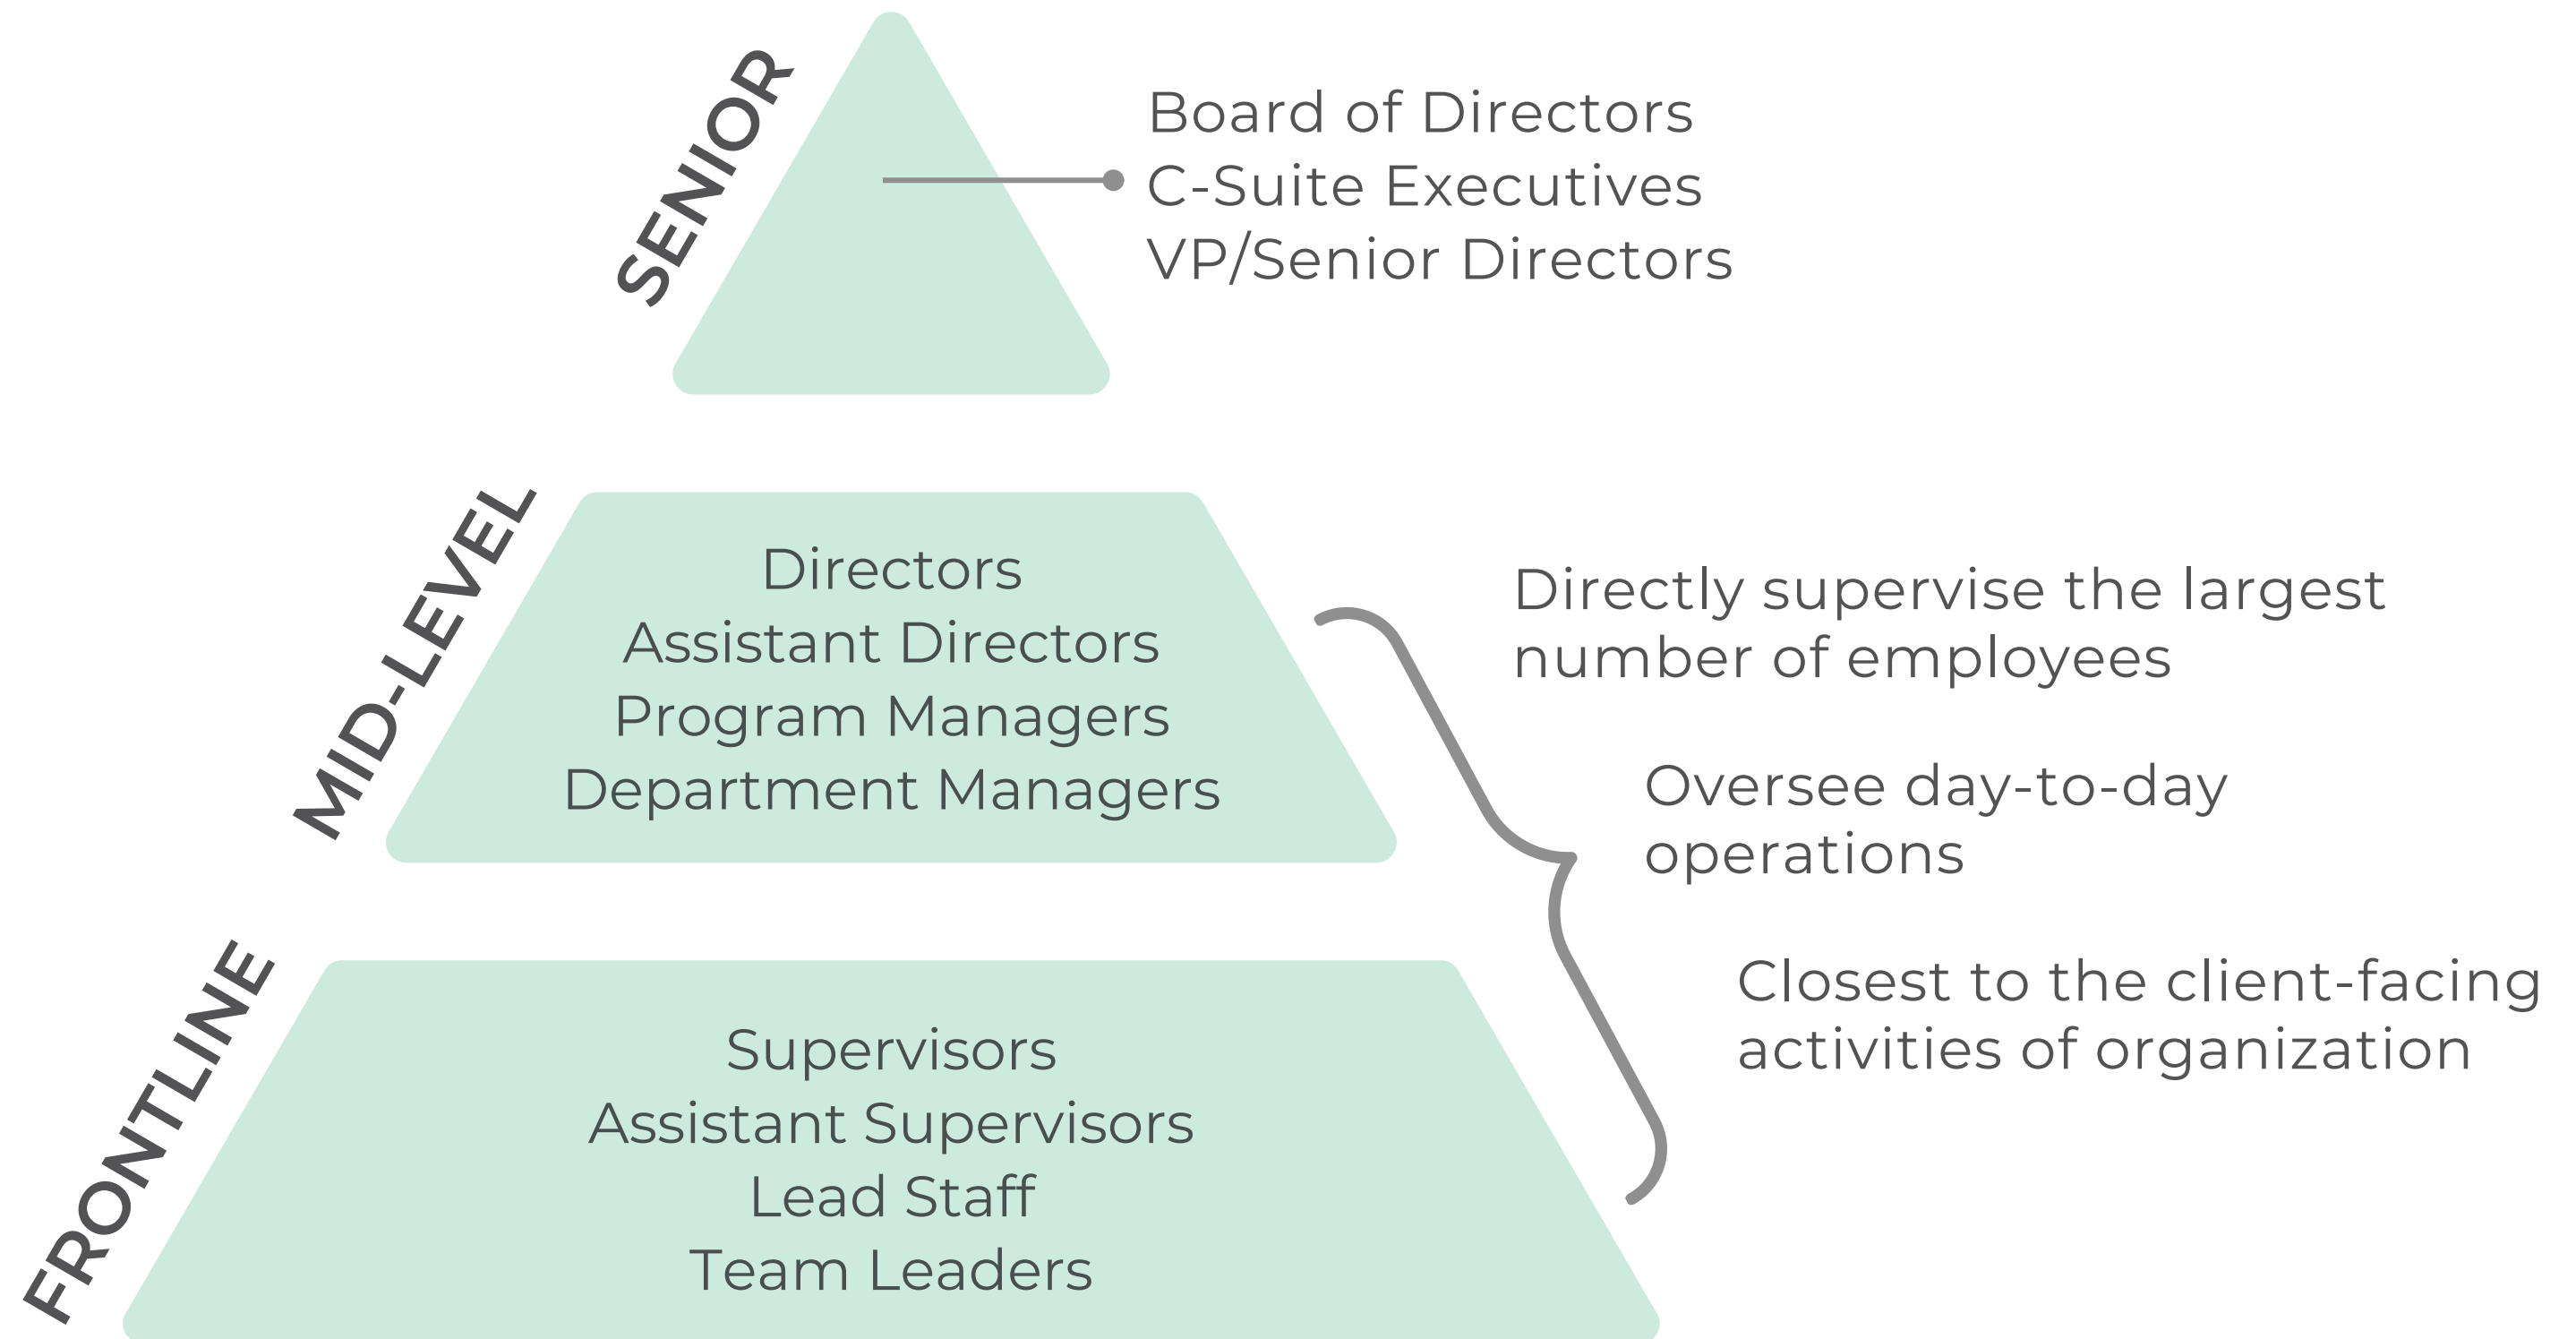 SENIOR
Board of Directors
C-Suite Executives
VP/Senior Directors
MID-LEVEL
Directors
Assistant Directors
Program Managers
Department Managers
Directly supervise the largest
number of employees
Oversee day-to-day
operations
Closest to the client-facing
activities of organization
FRONTLINE
Supervisors
Assistant Supervisors
Lead Staff
Team Leaders